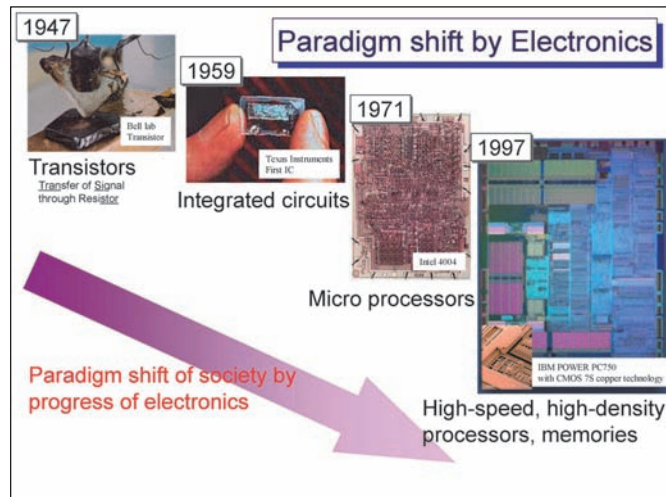 Paradigm shift by Electronics
1947
Bell lab
Transistor
Transistors
Transfer of Signal
through Resistor
1959
Texas Instruments
First IC
Integrated circuits
1971
Intel 4004
Micro processors
1997
IBM POWER PC750
with CMOS 7S copper technology
High-speed, high-density
processors, memories
Paradigm shift of society by
progress of electronics